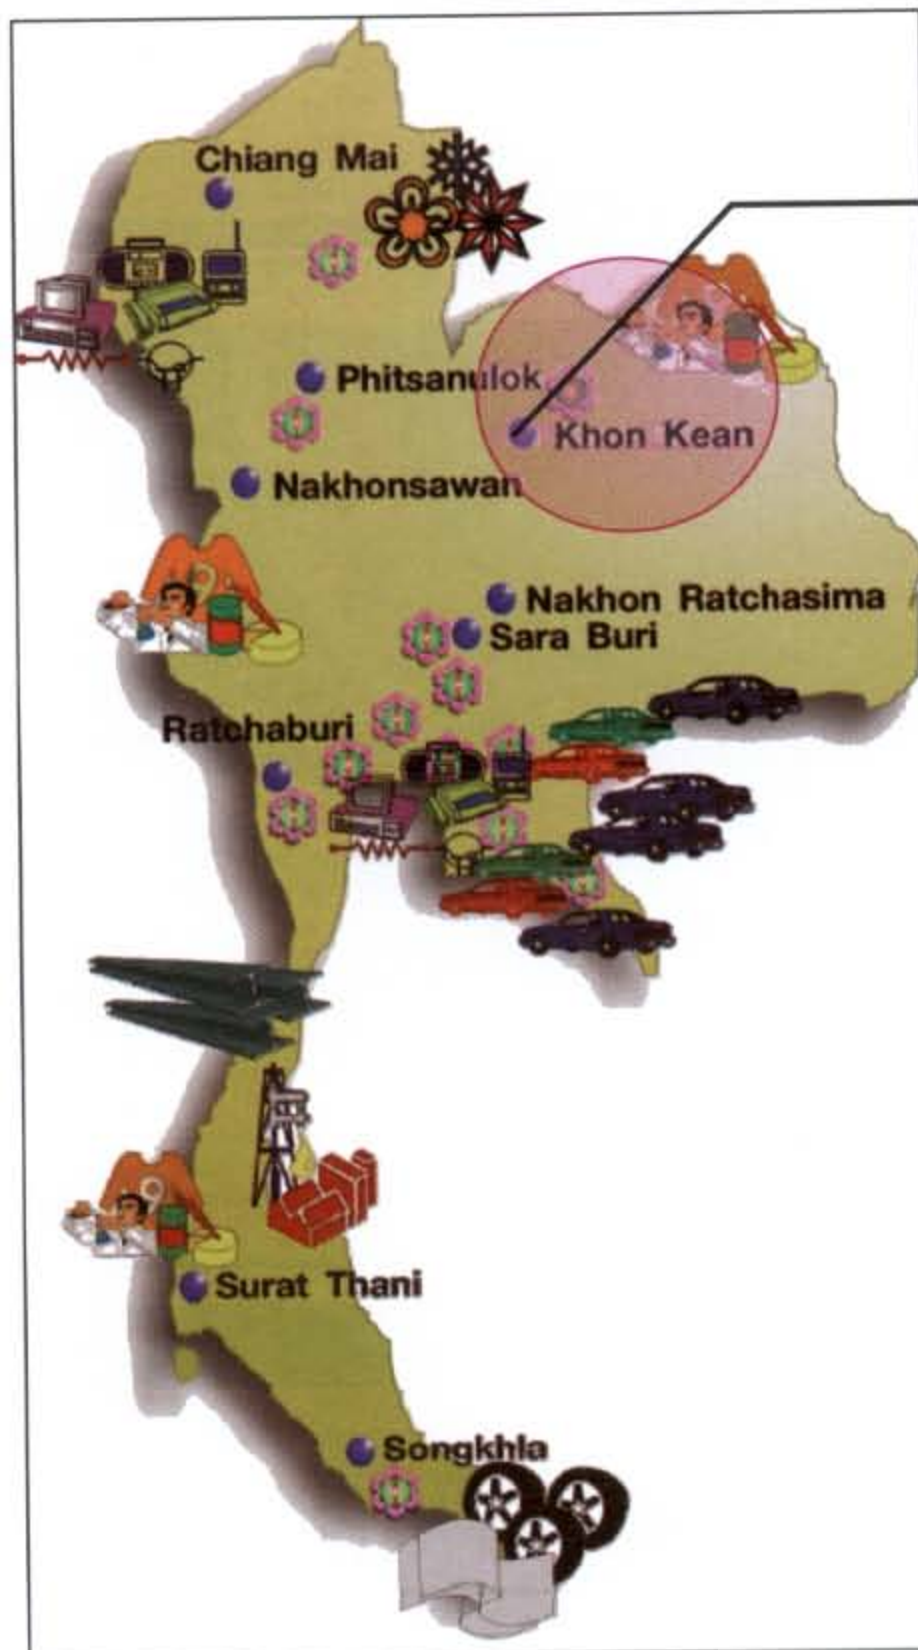 Chiang Mai
Phitsanulok
Khon Kean
Nakhonsawan
Nakhon Ratchasima
Sara Buri
Ratchaburi
Surat Thani
Songkhla